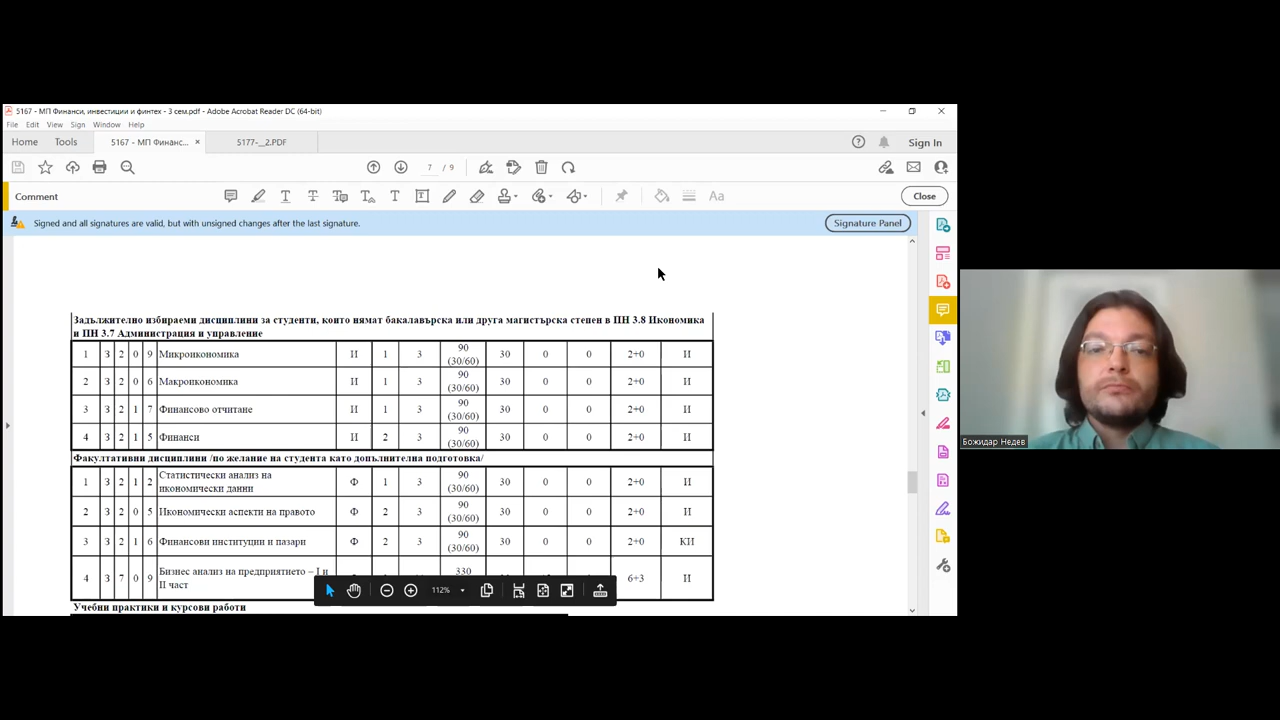 5167 - МП Финанси, инвестиции и финтех - 3 сем.pdf - Adobe Acrobat Reader DC (64-bit)
File Edit View Sign Window Help
Home Tools 5167 - МП Финанс... × 5177-__2.PDF Sign In
7 / 9
Comment Close
Signed and all signatures are valid, but with unsigned changes after the last signature. Signature Panel
Задължително избираеми дисциплини за студенти, които нямат бакалавърска или друга магистърска степен в ПН 3.8 Икономика
и ПН 3.7 Администрация и управление
1 З 2 0 9 Микроикономика И 1 3 90 (30/60) 30 0 0 2+0 И
2 З 2 0 6 Макроикономика И 1 3 90 (30/60) 30 0 0 2+0 И
3 З 2 1 7 Финансово отчитане И 1 3 90 (30/60) 30 0 0 2+0 И
4 З 2 1 5 Финанси И 2 3 90 (30/60) 30 0 0 2+0 И
Факултативни дисциплини /по желание на студента като допълнителна подготовка/
1 З 2 1 2 Статистически анализ на икономически данни Ф 1 3 90 (30/60) 30 0 0 2+0 И
2 З 2 0 5 Икономически аспекти на правото Ф 2 3 90 (30/60) 30 0 0 2+0 И
3 З 2 1 6 Финансови институции и пазари Ф 2 3 90 (30/60) 30 0 0 2+0 КИ
4 З 7 0 9 Бизнес анализ на предприятието – I и II част 330 6+3 И
112%
Учебни практики и курсови работи
Божидар Недев